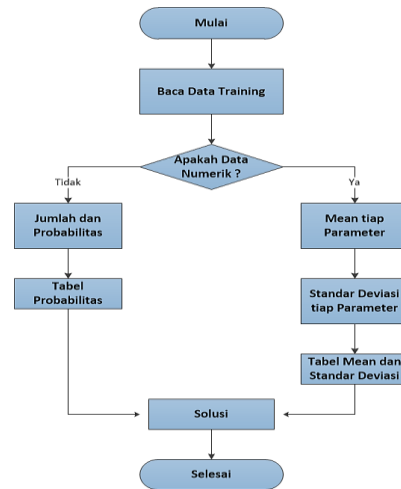 Mulai
Baca Data Training
Apakah Data
Numerik ?
Tidak
Ya
Jumlah dan
Probabilitas
Mean tiap
Parameter
Tabel
Probabilitas
Standar Deviasi
tiap Parameter
Tabel Mean dan
Standar Deviasi
Solusi
Selesai